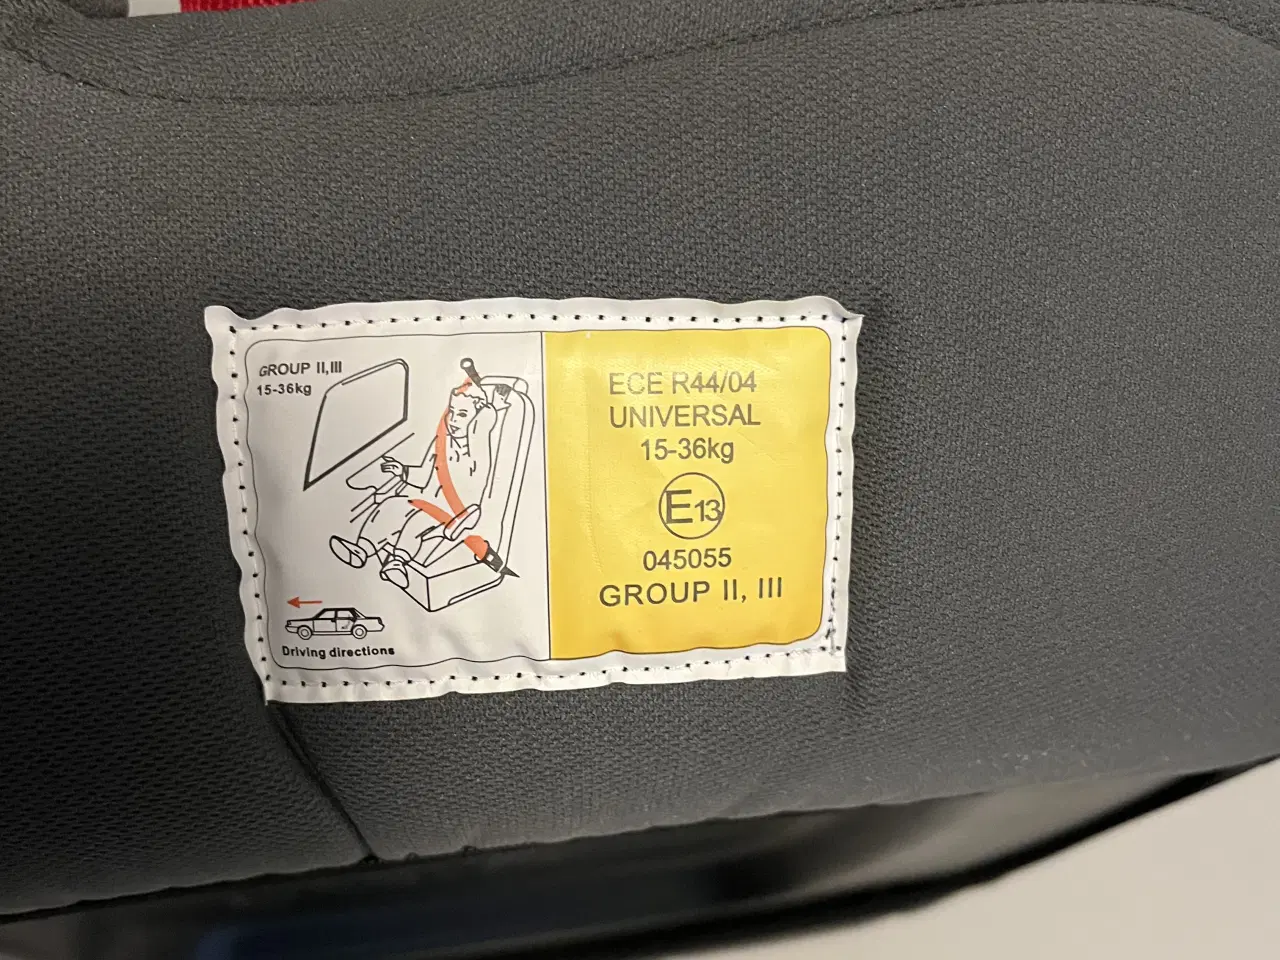 GROUP II,III
15-36kg
Driving directions
ECE R44/04
UNIVERSAL
15-36kg
E13
045055
GROUP II, III